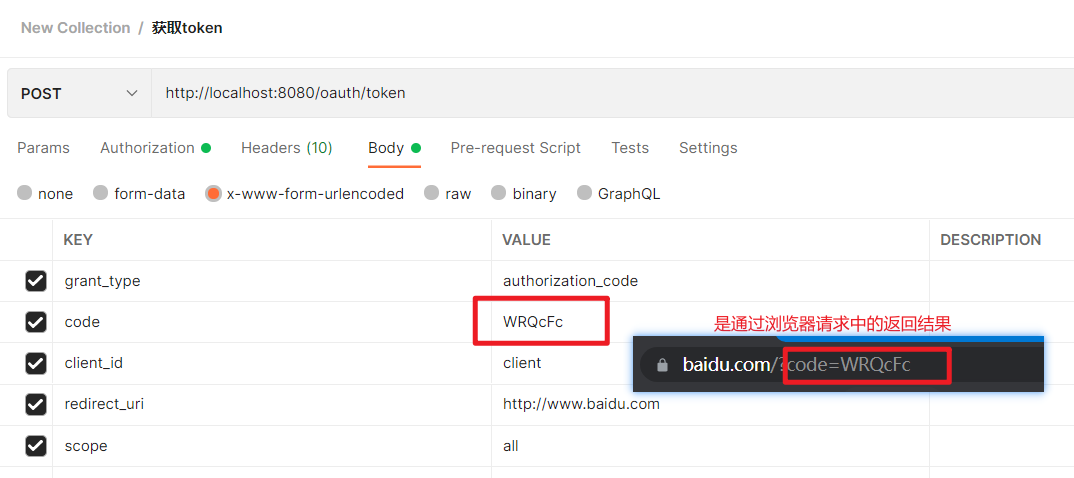 New Collection / 获取token
POST http://localhost:8080/oauth/token
Params Authorization Headers (10) Body Pre-request Script Tests Settings
none form-data x-www-form-urlencoded raw binary GraphQL
KEY VALUE DESCRIPTION
grant_type authorization_code
code WRQcFc
是通过浏览器请求中的返回结果
client_id client
baidu.com/?code=WRQcFc
redirect_uri http://www.baidu.com
scope all